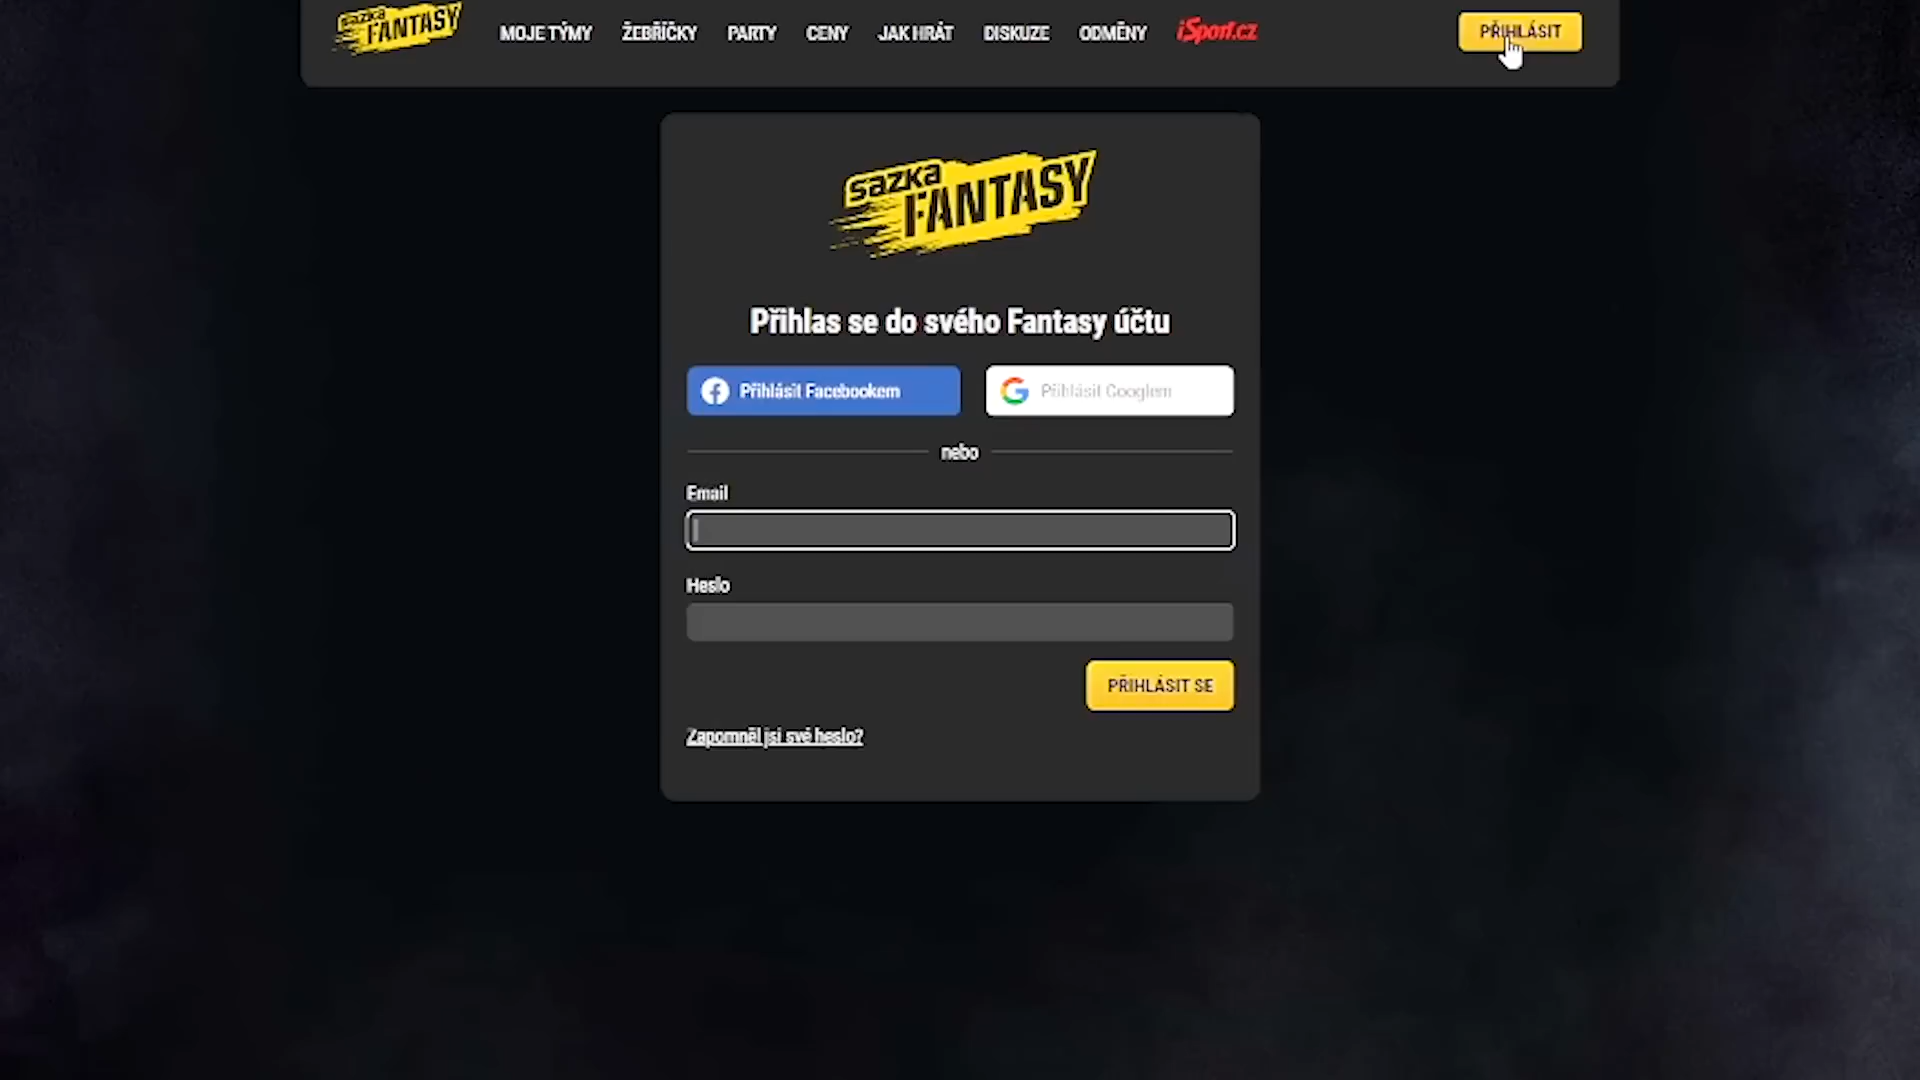 sazka FANTASY MOJE TÝMY ŽEBŘÍČKY PARTY CENY JAK HRÁT DISKUZE ODMĚNY iSport.cz PŘIHLÁSIT
sazka
FANTASY
Přihlas se do svého Fantasy účtu
Přihlásit Facebookem Přihlásit Googlem
nebo
Email
Heslo
PŘIHLÁSIT SE
Zapomněl jsi své heslo?